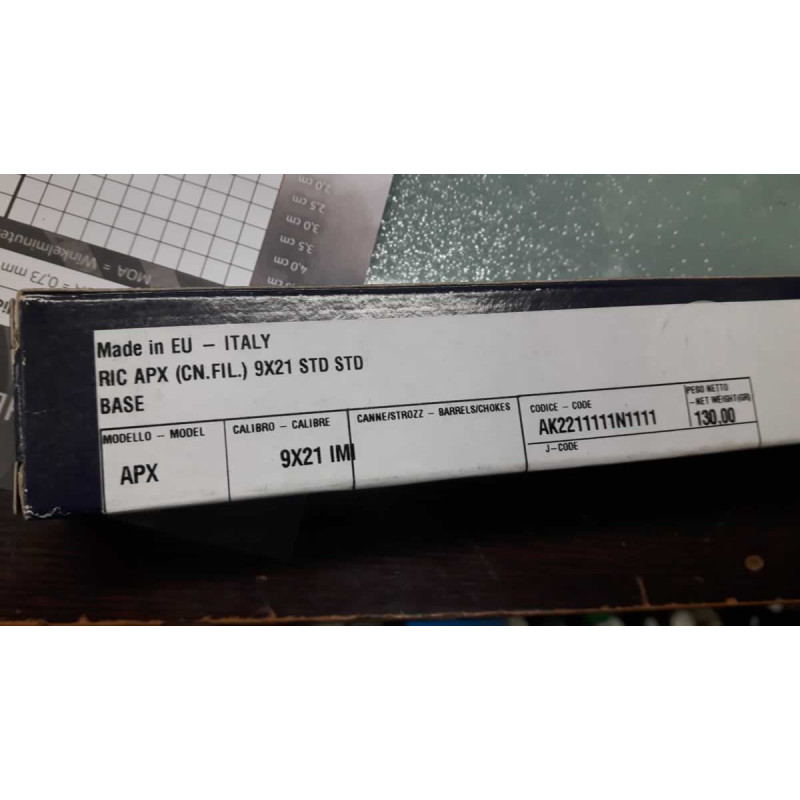 2,0 cm
2,5 cm
3,0 cm
3,5 cm
4,0 cm
MOA = Winkelminute
= 0,73 mm
Made in EU – ITALY
RIC APX (CN.FIL.) 9X21 STD STD
BASE
MODELLO – MODEL
CALIBRO – CALIBRE
CANNE/STROZZ – BARRELS/CHOKES
CODICE – CODE
PESO NETTO
– NET WEIGHT(GR)
APX
9X21 IMI
AK2211111N1111
130.00
J–CODE